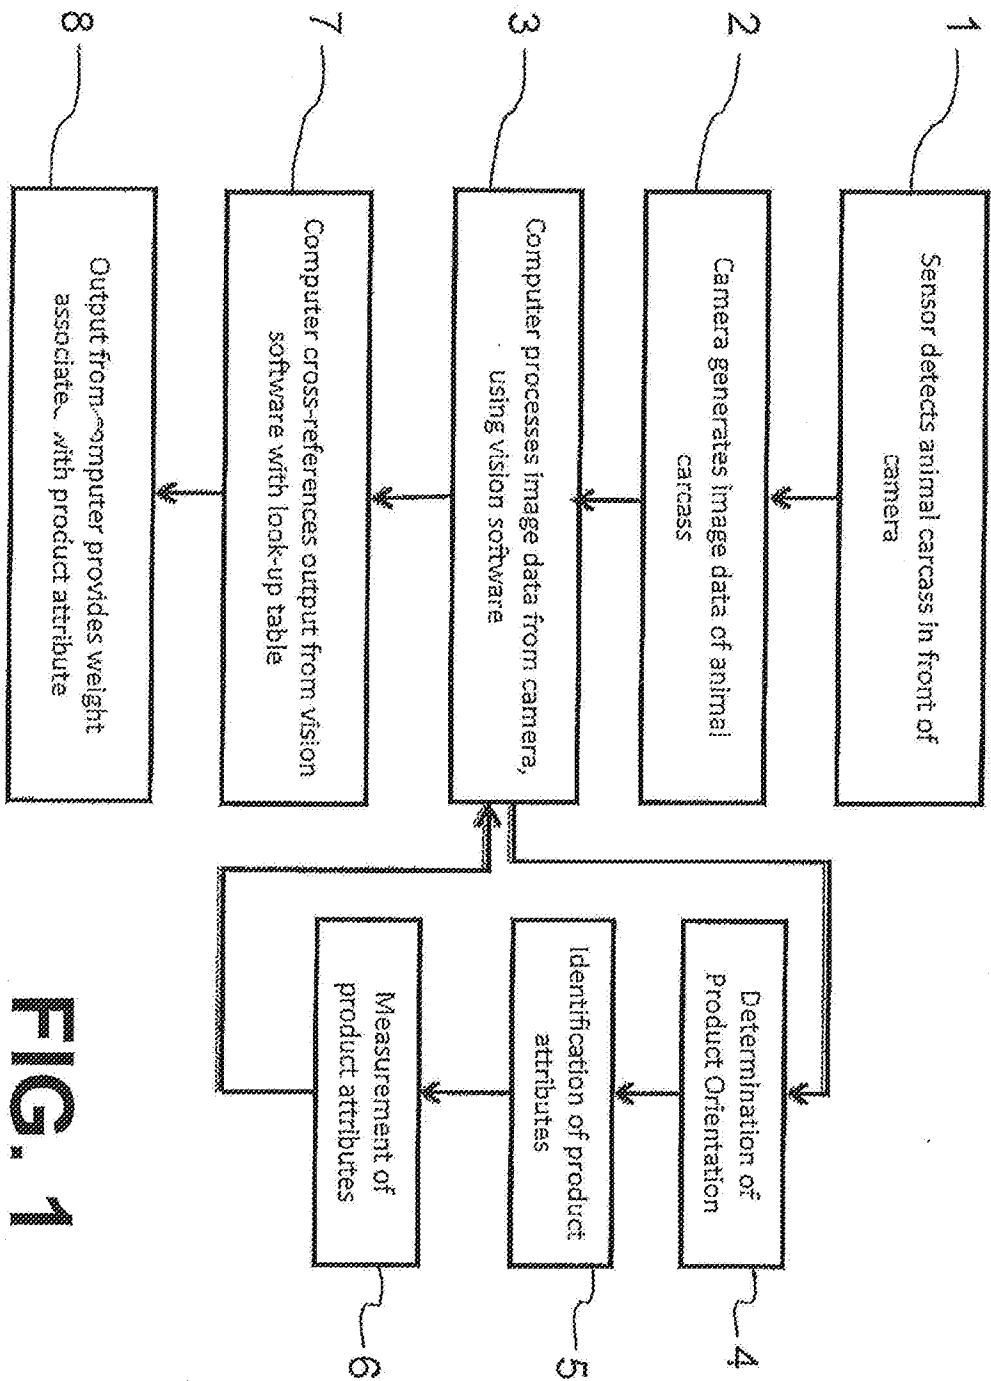 1
Sensor detects animal carcass in front of
camera
2
Camera generates image data of animal
carcass
3
Computer processes image data from camera,
using vision software
4
Determination of
Product Orientation
5
Identification of product
attributes
6
Measurement of
product attributes
7
Computer cross-references output from vision
software with look-up table
8
Output from computer provides weight
associate with product attribute
FIG. 1